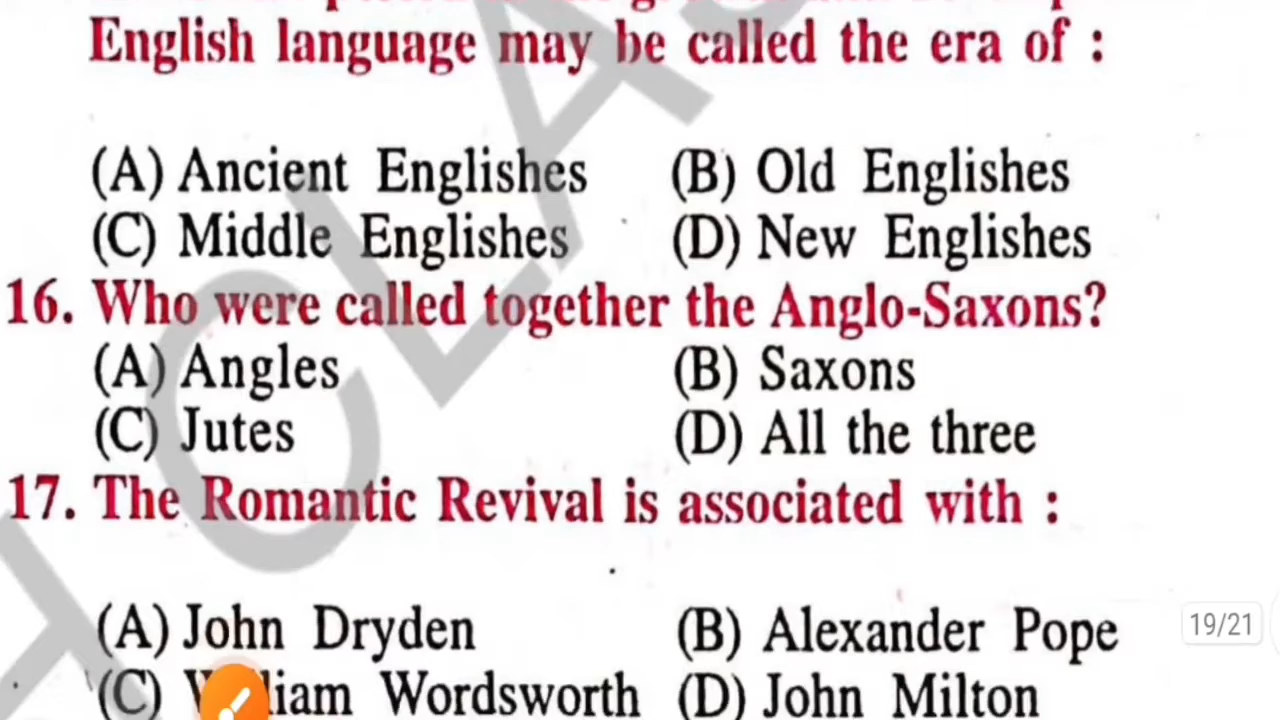 English language may be called the era of :
(A) Ancient Englishes (B) Old Englishes
(C) Middle Englishes (D) New Englishes
16. Who were called together the Anglo-Saxons?
(A) Angles (B) Saxons
(C) Jutes (D) All the three
17. The Romantic Revival is associated with :
(A) John Dryden (B) Alexander Pope
19/21
(C) William Wordsworth (D) John Milton